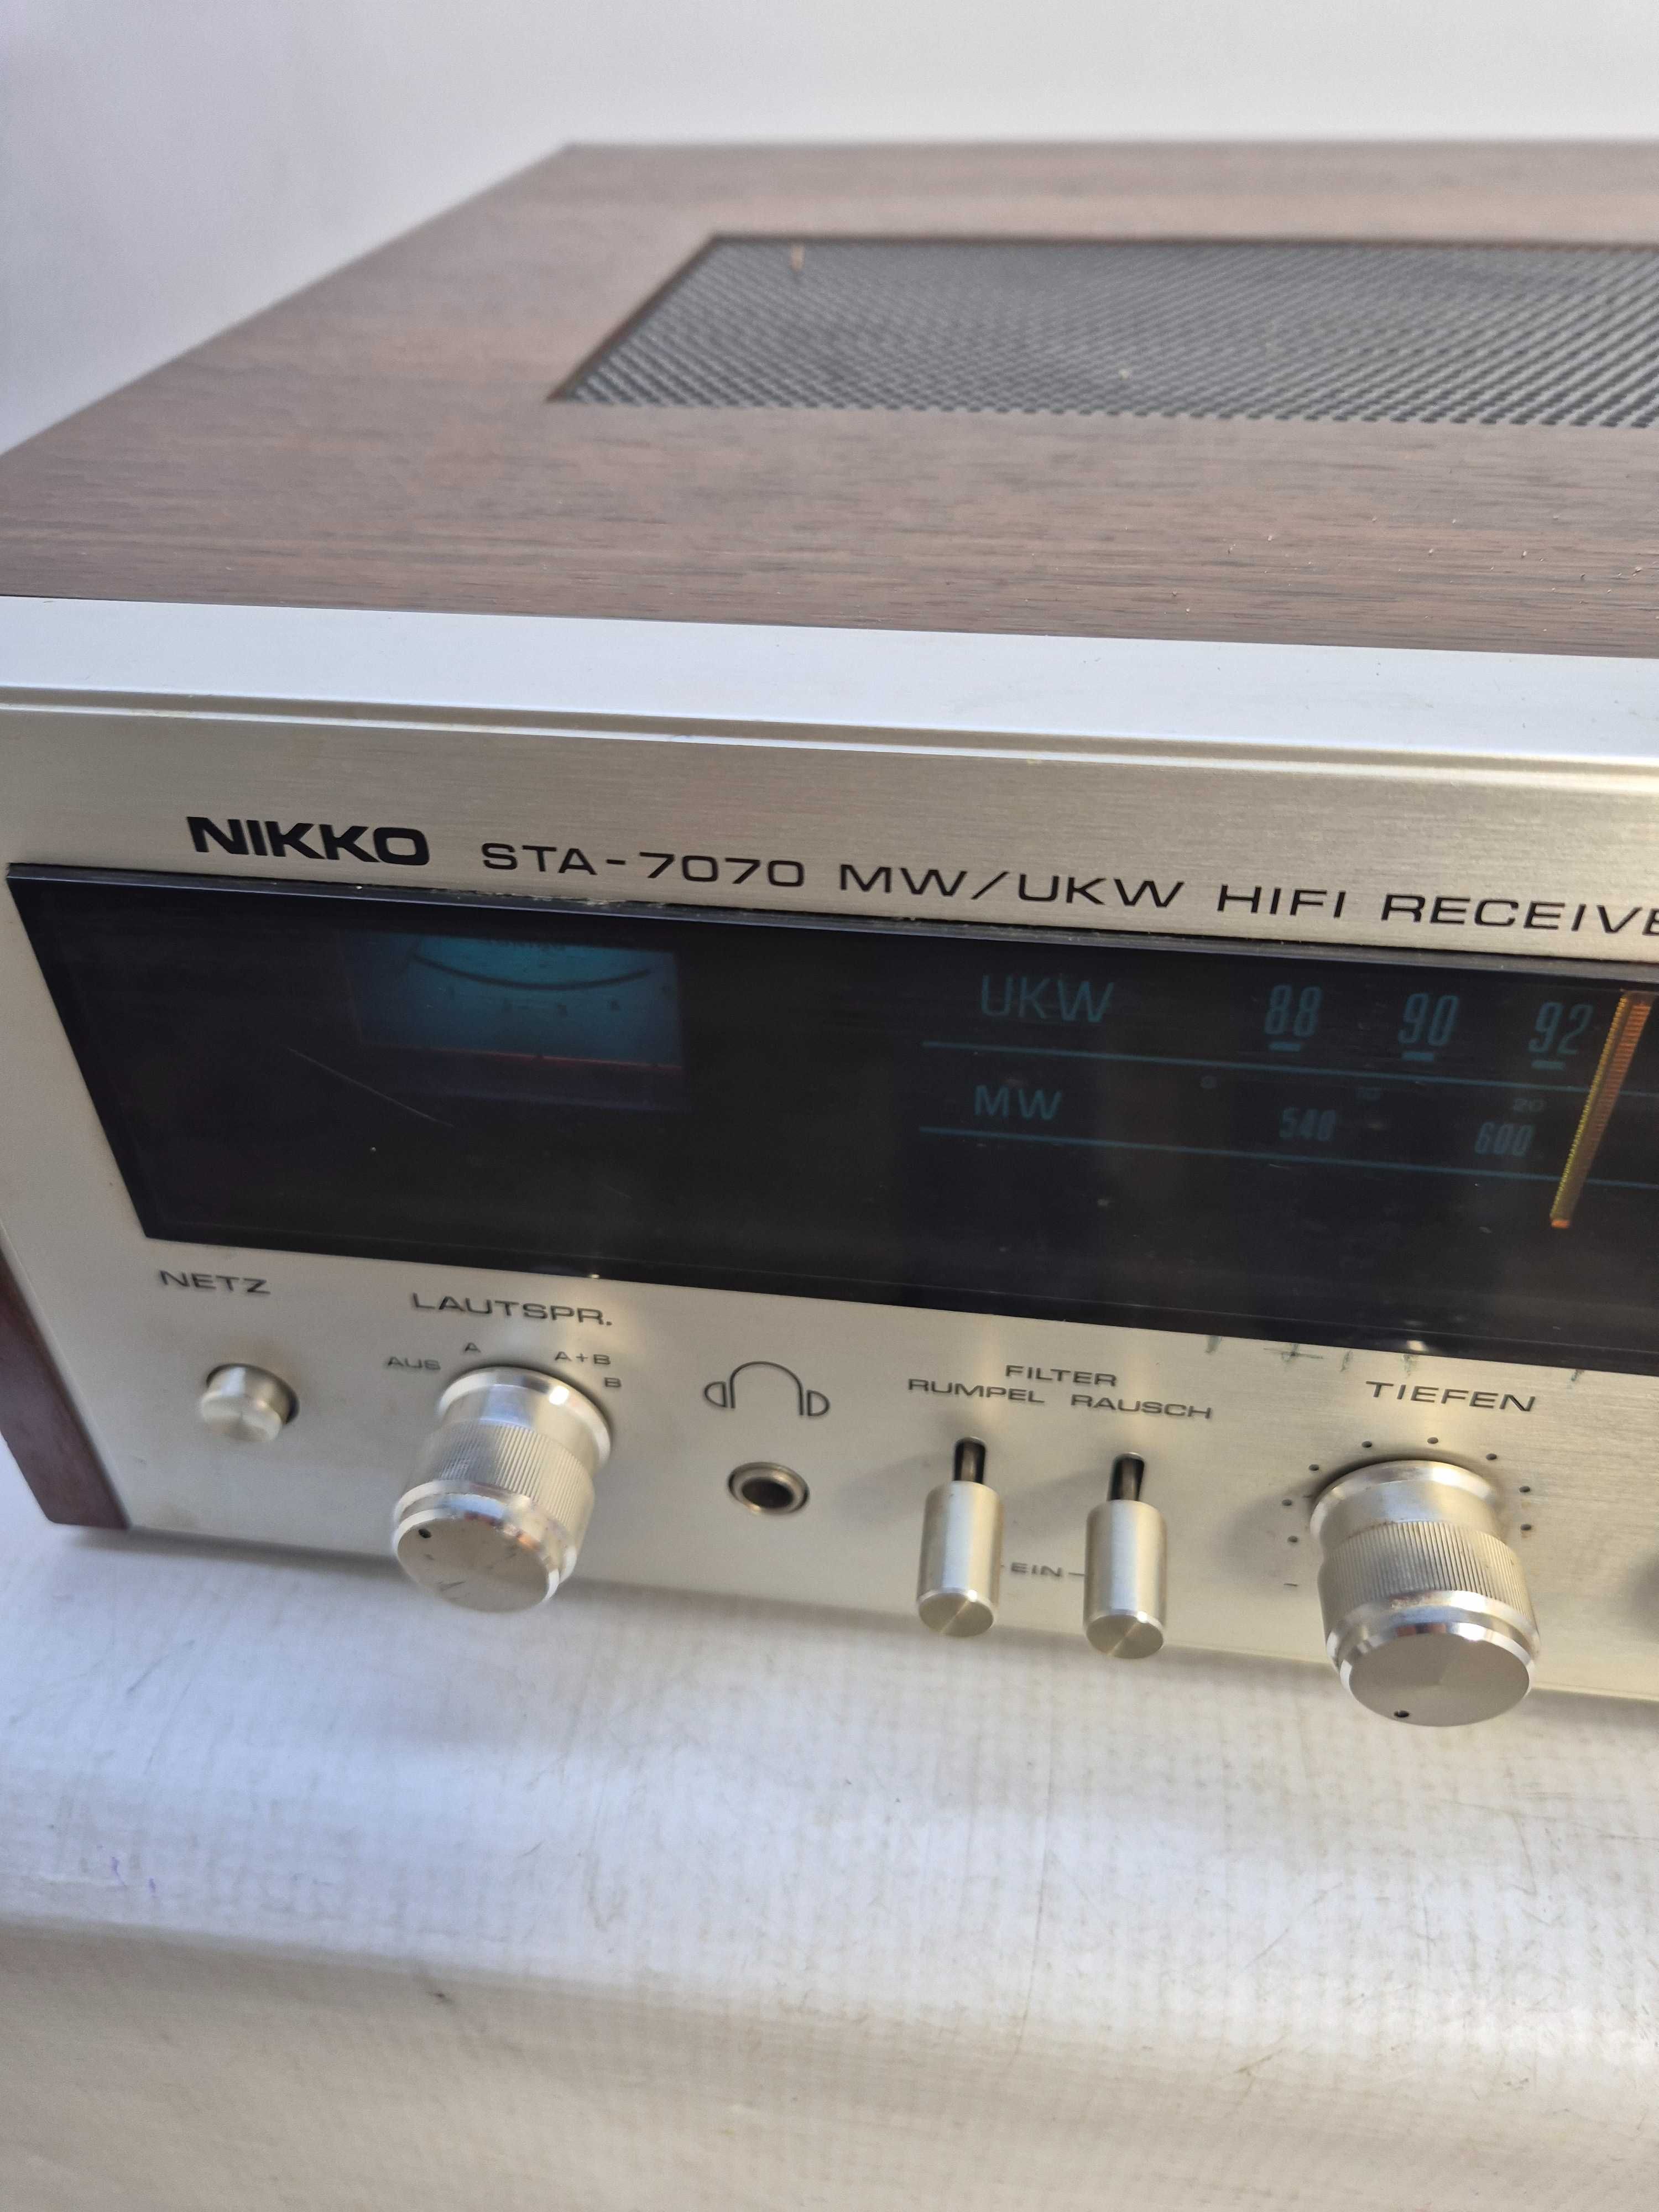 NIKKO STA-7070 MW/UKW HIFI RECEIVE
UKW 88 90 92
20
MW 540 600
NETZ
LAUTSPR.
AUS A A+B B
FILTER
RUMPEL RAUSCH
EIN
TIEFEN